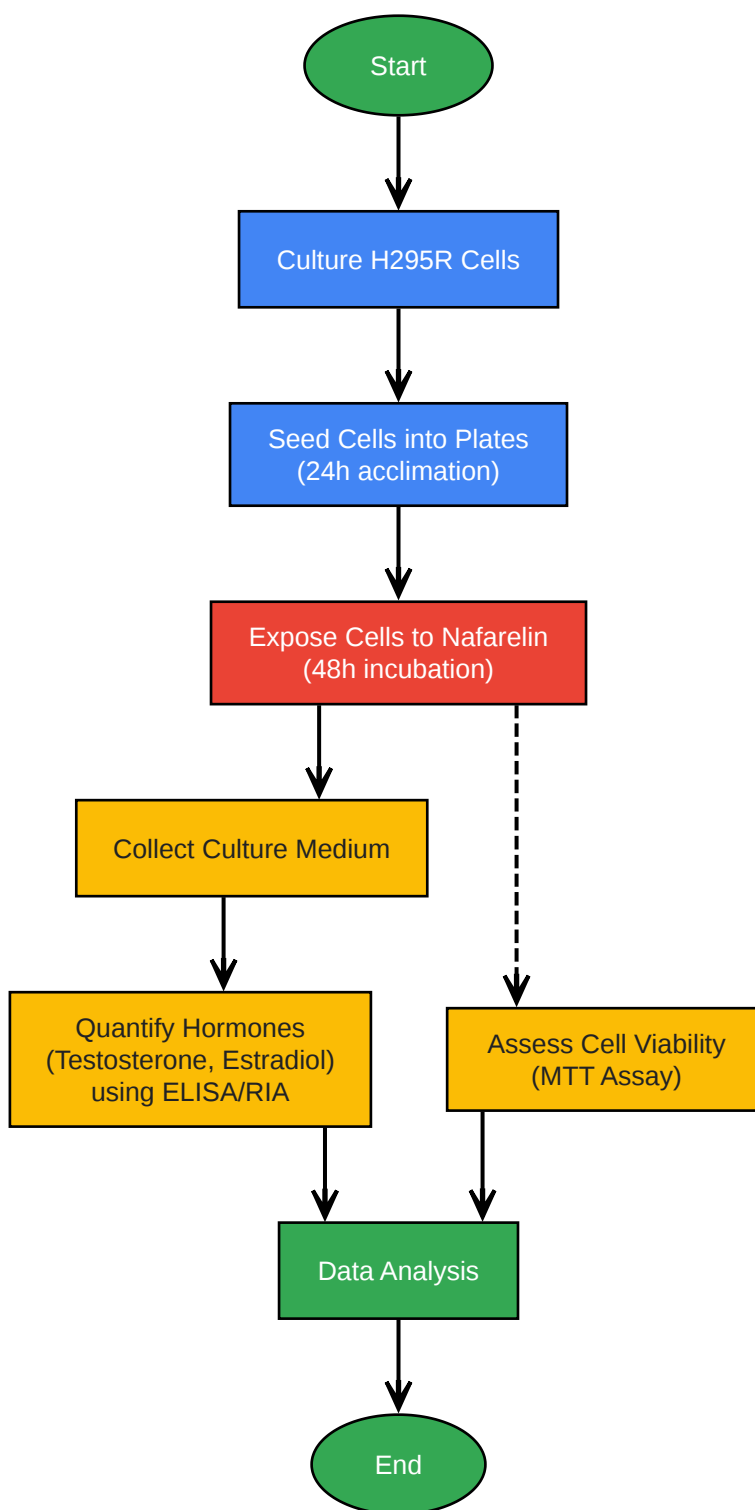 Start
Culture H295R Cells
Seed Cells into Plates
(24h acclimation)
Expose Cells to Nafarelin
(48h incubation)
Collect Culture Medium
Quantify Hormones
(Testosterone, Estradiol)
using ELISA/RIA
Assess Cell Viability
(MTT Assay)
Data Analysis
End